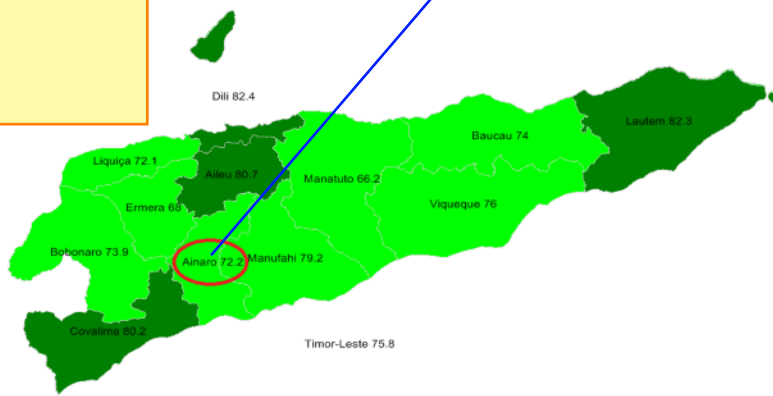 Dili 82.4
Lautem 82.3
Baucau 74
Liquiça 72.1
Aileu 80.7
Manatuto 66.2
Viqueque 76
Ermera 68
Bobonaro 73.9
Ainaro 72.2
Manufahi 79.2
Covalima 80.2
Timor-Leste 75.8